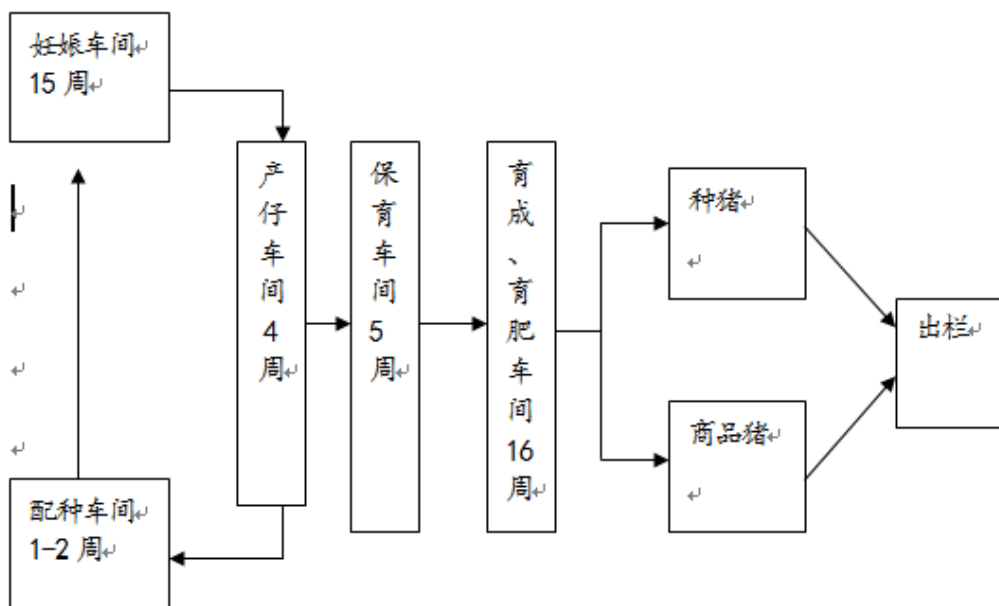 妊娠车间
15 周
产仔车间4周
保育车间5周
育成、育肥车间16周
种猪
商品猪
出栏
配种车间
1-2 周